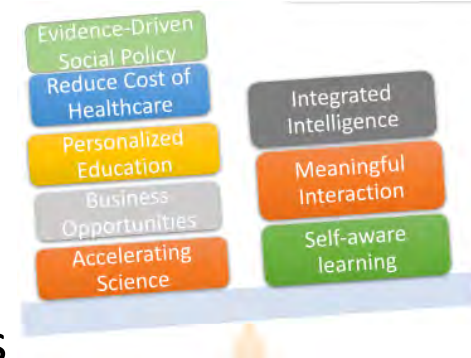 Evidence-Driven
Social Policy
Reduce Cost of
Healthcare
Personalized
Education
Business
Opportunities
Accelerating
Science
Integrated
Intelligence
Meaningful
Interaction
Self-aware
learning
s